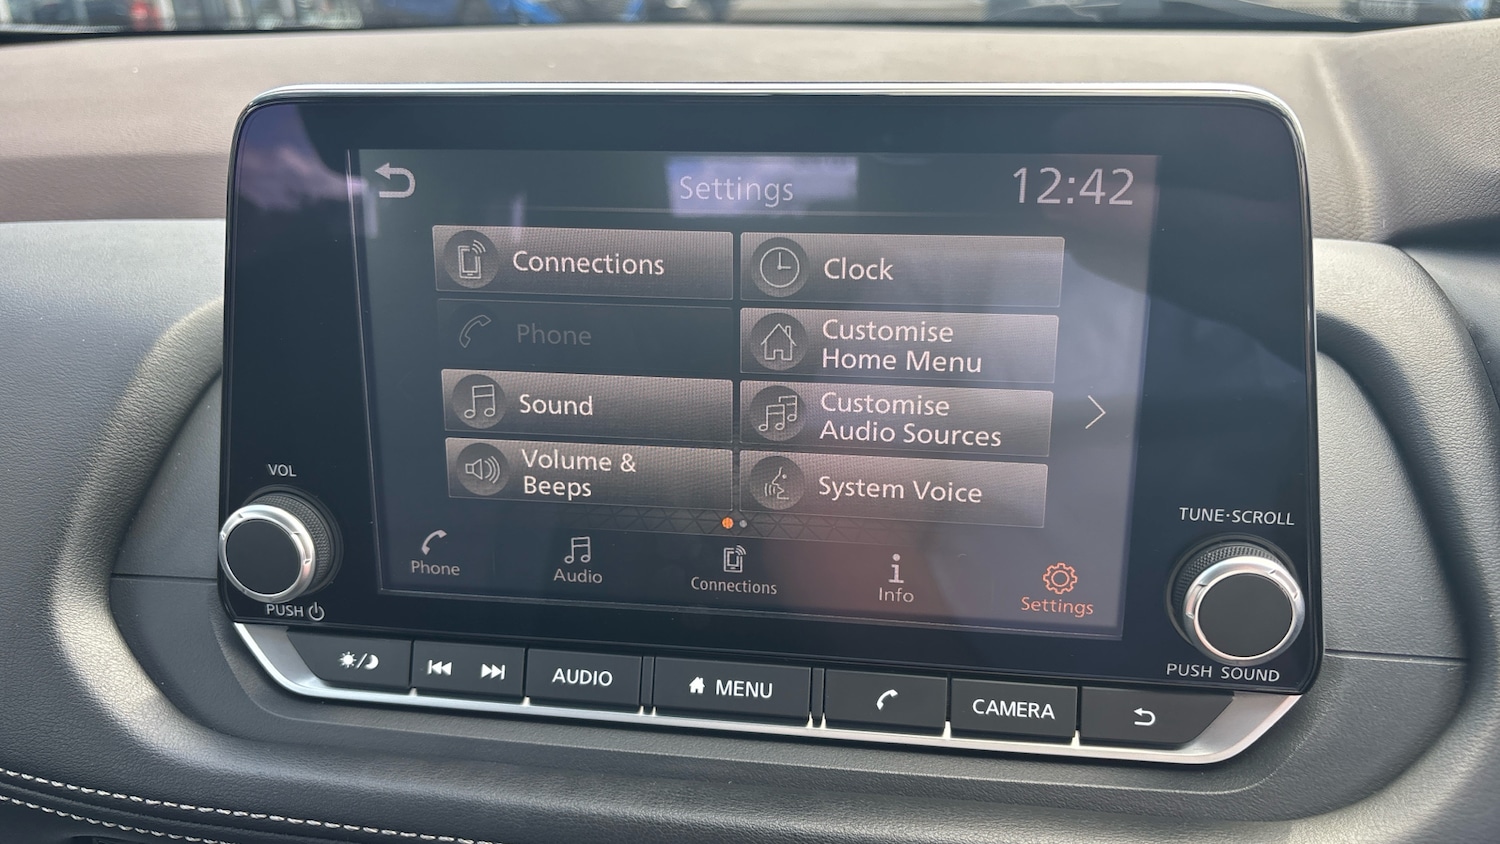 Settings
12:42
Connections
Clock
Phone
Customise
Home Menu
Sound
Customise
Audio Sources
Volume &
Beeps
System Voice
Phone
Audio
Connections
Info
Settings
VOL
PUSH
TUNE·SCROLL
PUSH SOUND
AUDIO
MENU
CAMERA